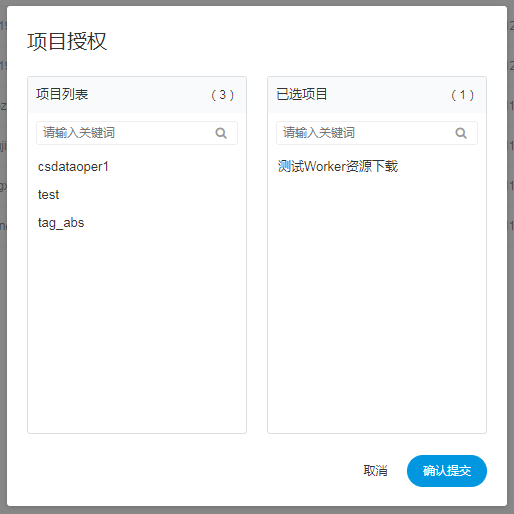 项目授权
项目列表 ( 3 )
请输入关键词
csdataoper1
test
tag_abs
已选项目 ( 1 )
请输入关键词
测试Worker资源下载
取消 确认提交